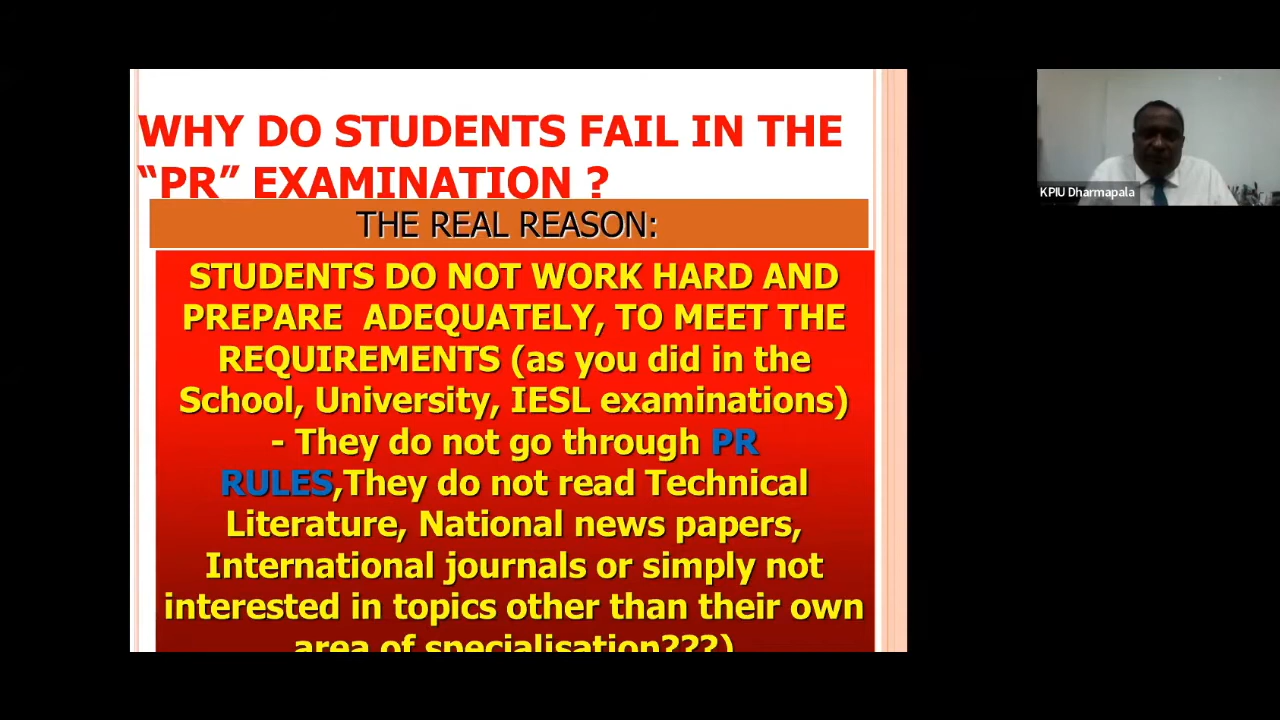 WHY DO STUDENTS FAIL IN THE
“PR” EXAMINATION ?
THE REAL REASON:
STUDENTS DO NOT WORK HARD AND
PREPARE ADEQUATELY, TO MEET THE
REQUIREMENTS (as you did in the
School, University, IESL examinations)
- They do not go through PR
RULES,They do not read Technical
Literature, National news papers,
International journals or simply not
interested in topics other than their own
area of specialisation???)
KPIU Dharmapala